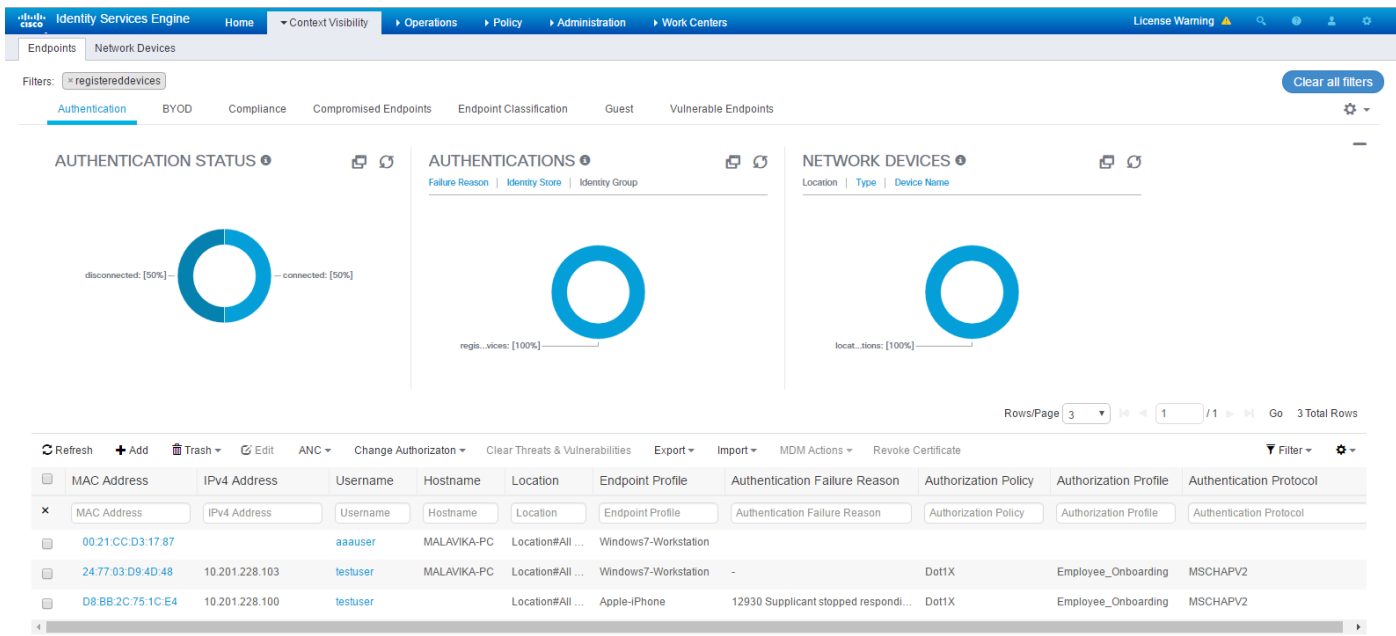 cisco Identity Services Engine Home Context Visibility Operations Policy Administration Work Centers License Warning
Endpoints Network Devices
Filters: × registereddevices Clear all filters
Authentication BYOD Compliance Compromised Endpoints Endpoint Classification Guest Vulnerable Endpoints
AUTHENTICATION STATUS AUTHENTICATIONS NETWORK DEVICES
Failure Reason | Identity Store | Identity Group Location | Type | Device Name
disconnected: [50%] connected: [50%]
regis...vices: [100%] locat...tions: [100%]
Rows/Page 3 1 / 1 Go 3 Total Rows
Refresh Add Trash Edit ANC Change Authorizaton Clear Threats & Vulnerabilities Export Import MDM Actions Revoke Certificate Filter
MAC Address IPv4 Address Username Hostname Location Endpoint Profile Authentication Failure Reason Authorization Policy Authorization Profile Authentication Protocol
× MAC Address IPv4 Address Username Hostname Location Endpoint Profile Authentication Failure Reason Authorization Policy Authorization Profile Authentication Protocol
00:21:CC:D3:17:87 aaauser MALAVIKA-PC Location#All ... Windows7-Workstation
24:77:03:D9:4D:48 10.201.228.103 testuser MALAVIKA-PC Location#All ... Windows7-Workstation - Dot1X Employee_Onboarding MSCHAPV2
D8:BB:2C:75:1C:E4 10.201.228.100 testuser Location#All ... Apple-iPhone 12930 Supplicant stopped respondi... Dot1X Employee_Onboarding MSCHAPV2